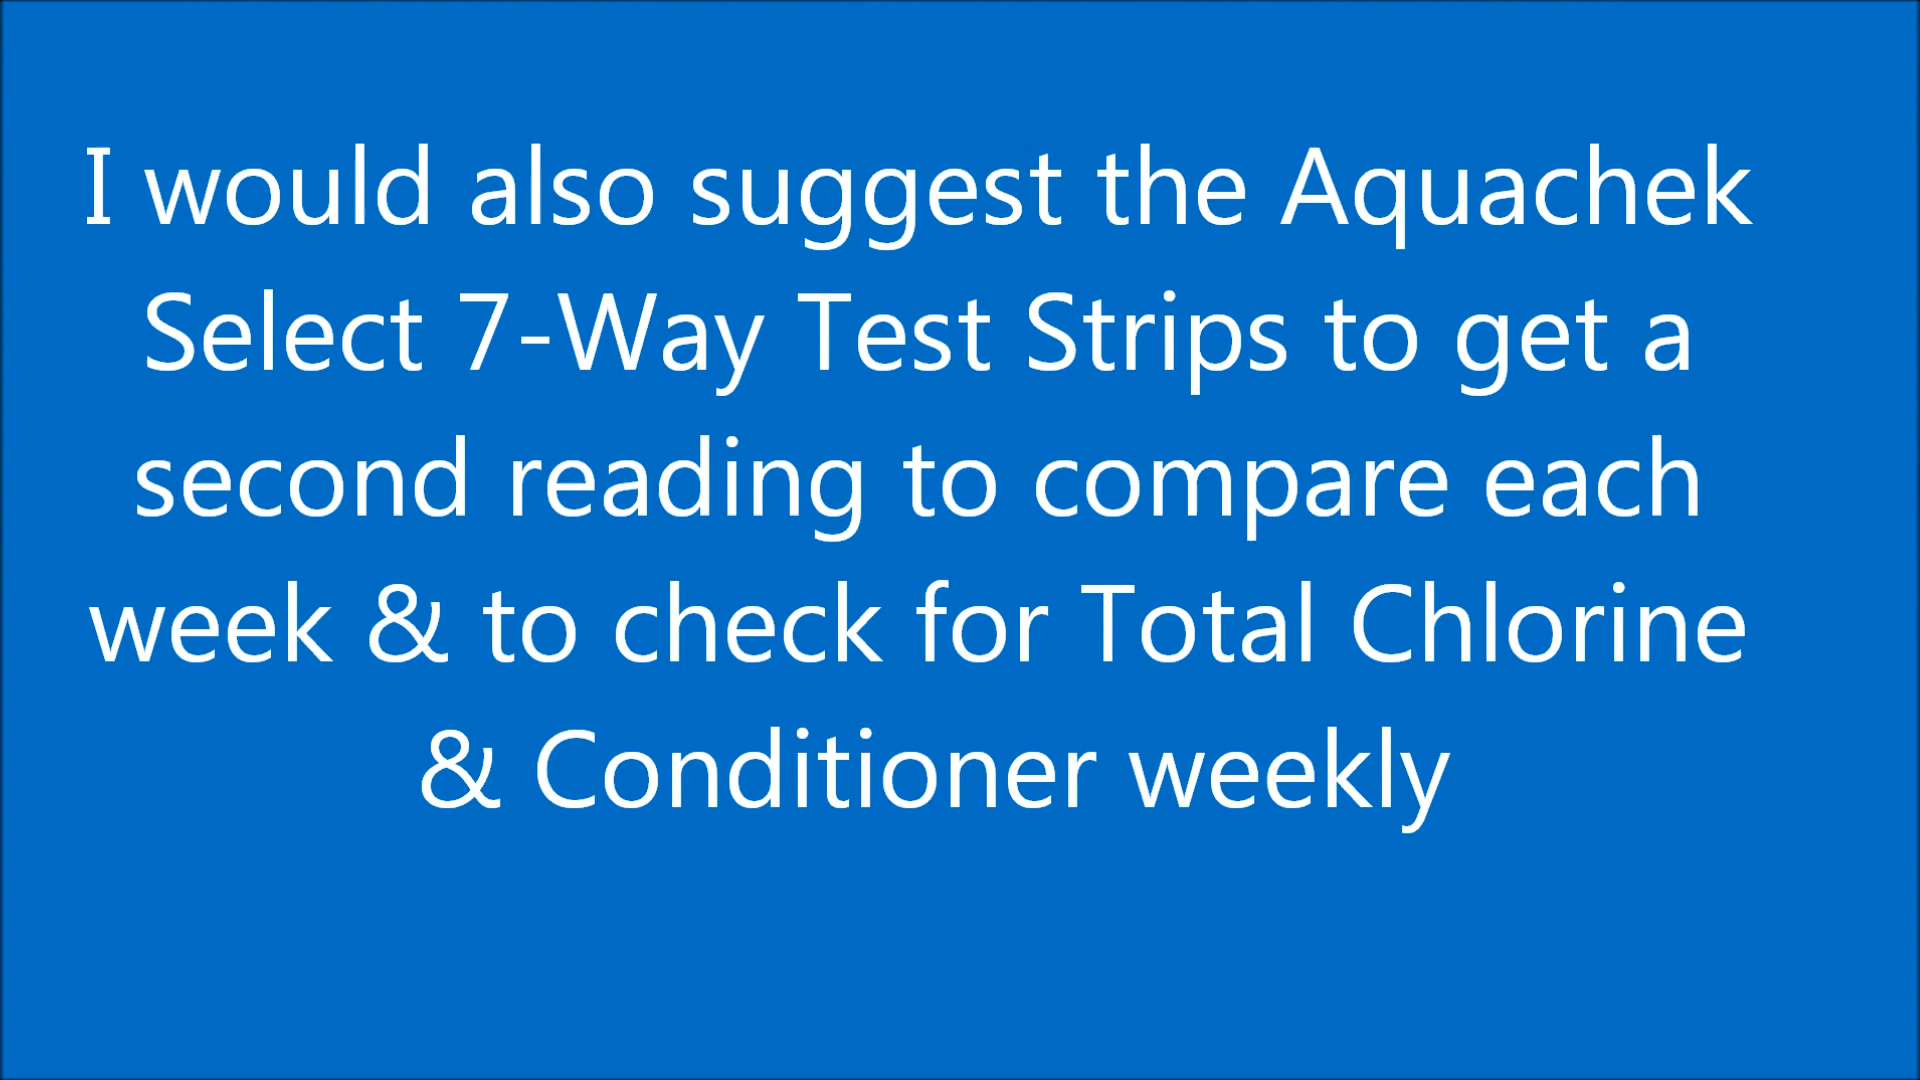 I would also suggest the Aquachek
Select 7-Way Test Strips to get a
second reading to compare each
week & to check for Total Chlorine
& Conditioner weekly